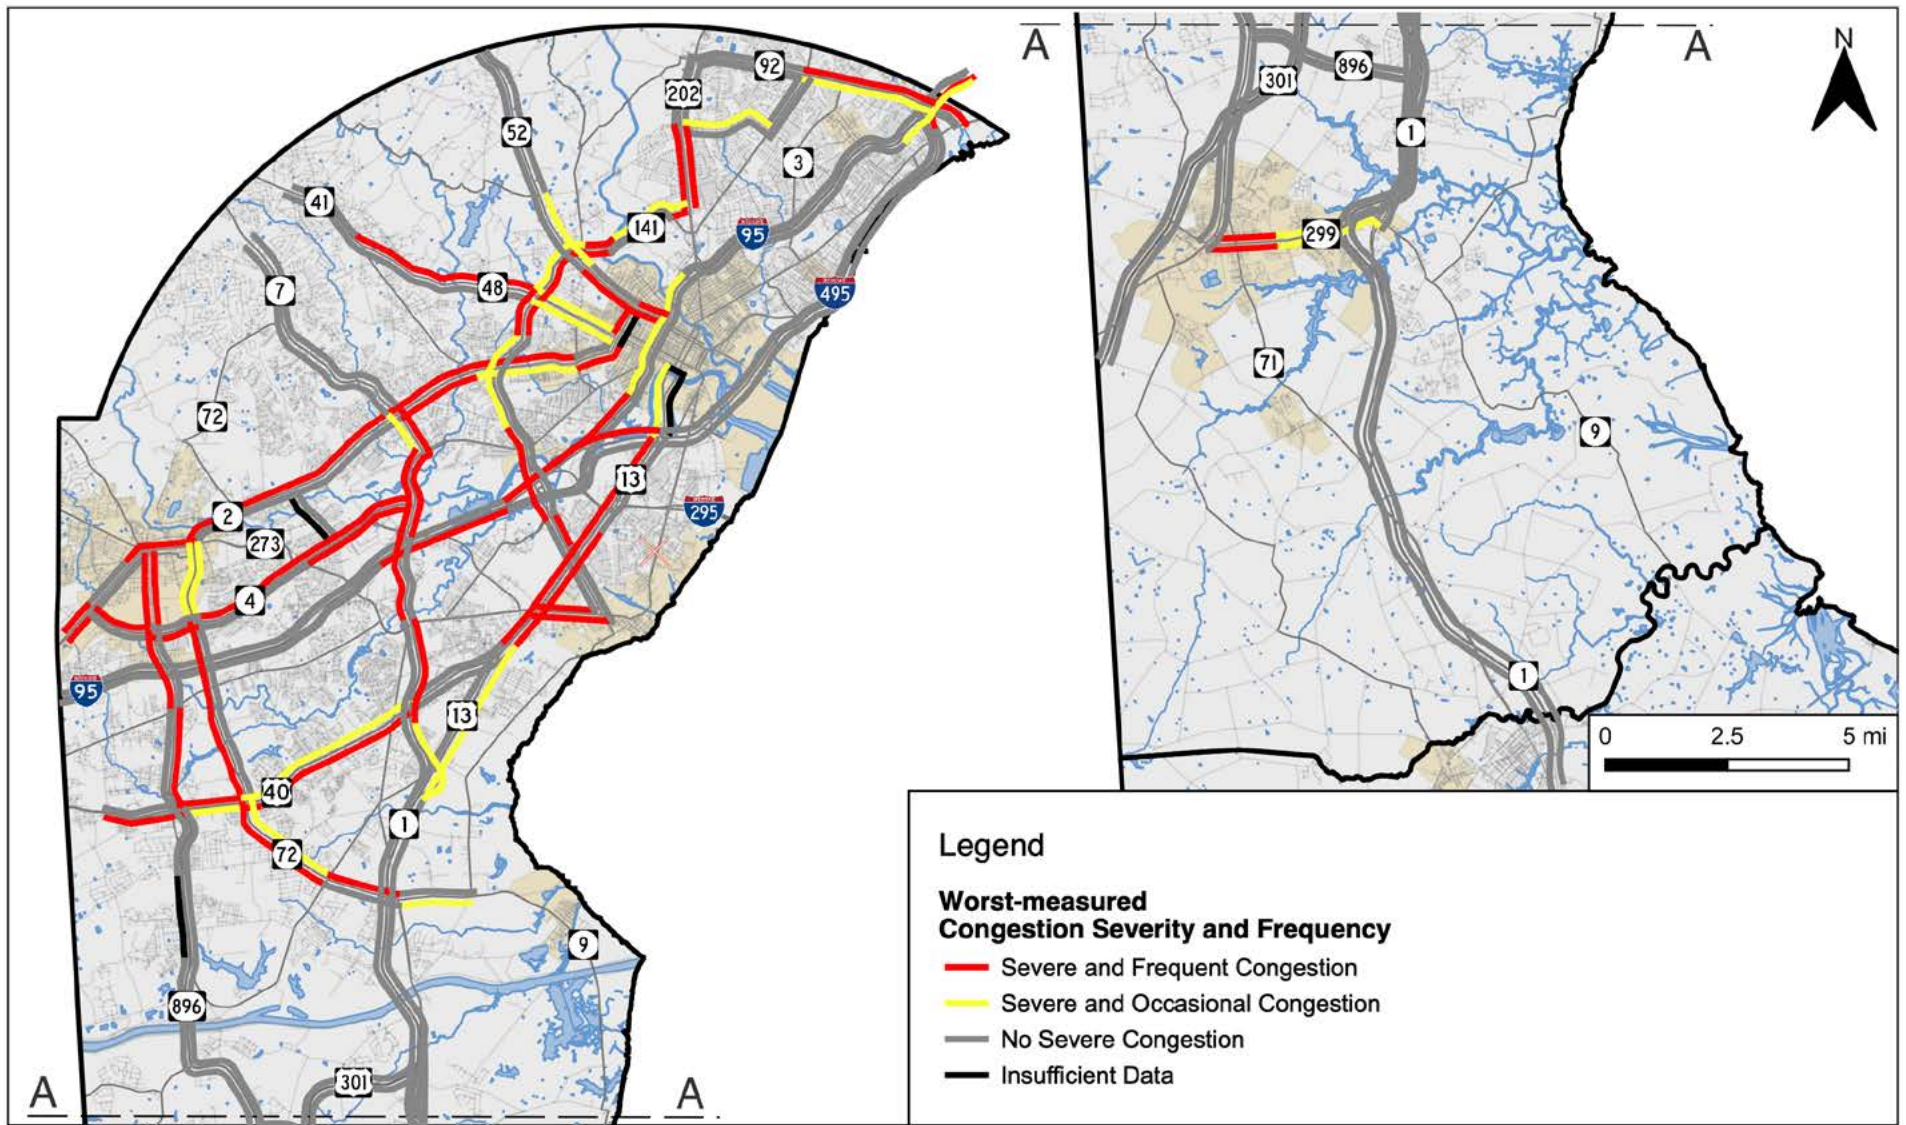 92
A
A
N
202
301
896
52
1
3
41
141
95
299
7
48
495
71
72
9
13
2
295
273
4
95
13
1
0
2.5
5 mi
40
1
72
9
896
301
A
A
Legend
Worst-measured
Congestion Severity and Frequency
Severe and Frequent Congestion
Severe and Occasional Congestion
No Severe Congestion
Insufficient Data